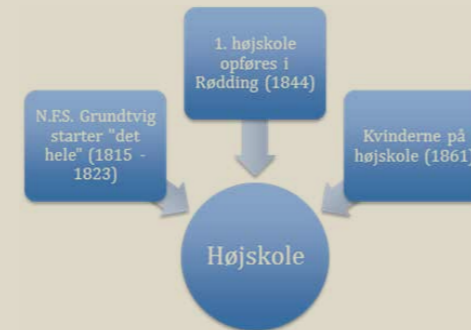 1. højskole
opføres i
Rødding (1844)
N.F.S. Grundtvig
starter "det
hele" (1815 -
1823)
Kvinderne på
højskole (1861)
Højskole